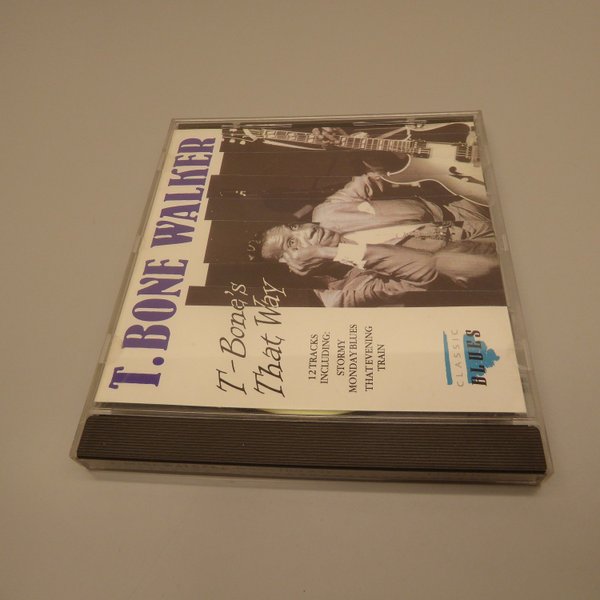 T. BONE WALKER
T-Bone's
That Way
12 TRACKS
INCLUDING:
STORMY
MONDAY BLUES
THAT EVENING
TRAIN
CLASSIC
BLUES